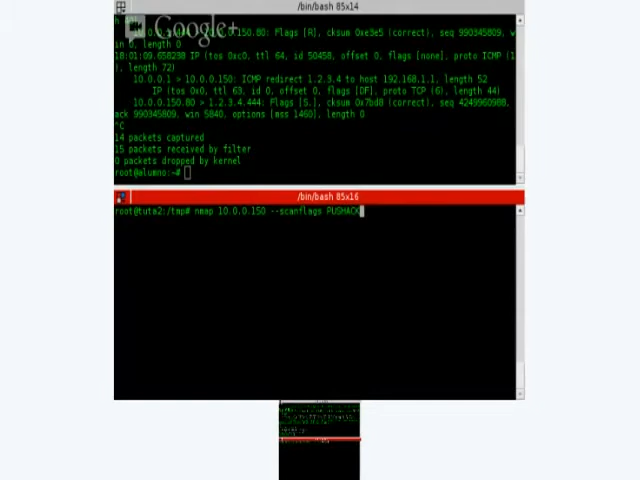 /bin/bash 85x14
Google+
10.0.0.150.80: Flags [R], cksum 0xe3e5 (correct), seq 990345809, w
in 0, length 0
18:01:09.658238 IP (tos 0xc0, ttl 64, id 50458, offset 0, flags [none], proto ICMP (1
), length 72)
10.0.0.1 > 10.0.0.150: ICMP redirect 1.2.3.4 to host 192.168.1.1, length 52
IP (tos 0x0, ttl 63, id 0, offset 0, flags [DF], proto TCP (6), length 44)
10.0.0.150.80 > 1.2.3.4.444: Flags [S.], cksum 0x7bd8 (correct), seq 4249960988,
ack 990345809, win 5840, options [mss 1460], length 0
^C
14 packets captured
15 packets received by filter
0 packets dropped by kernel
root@alumno:~#
/bin/bash 85x16
root@tuta2:/tmp# nmap 10.0.0.150 --scanflags PUSHACK